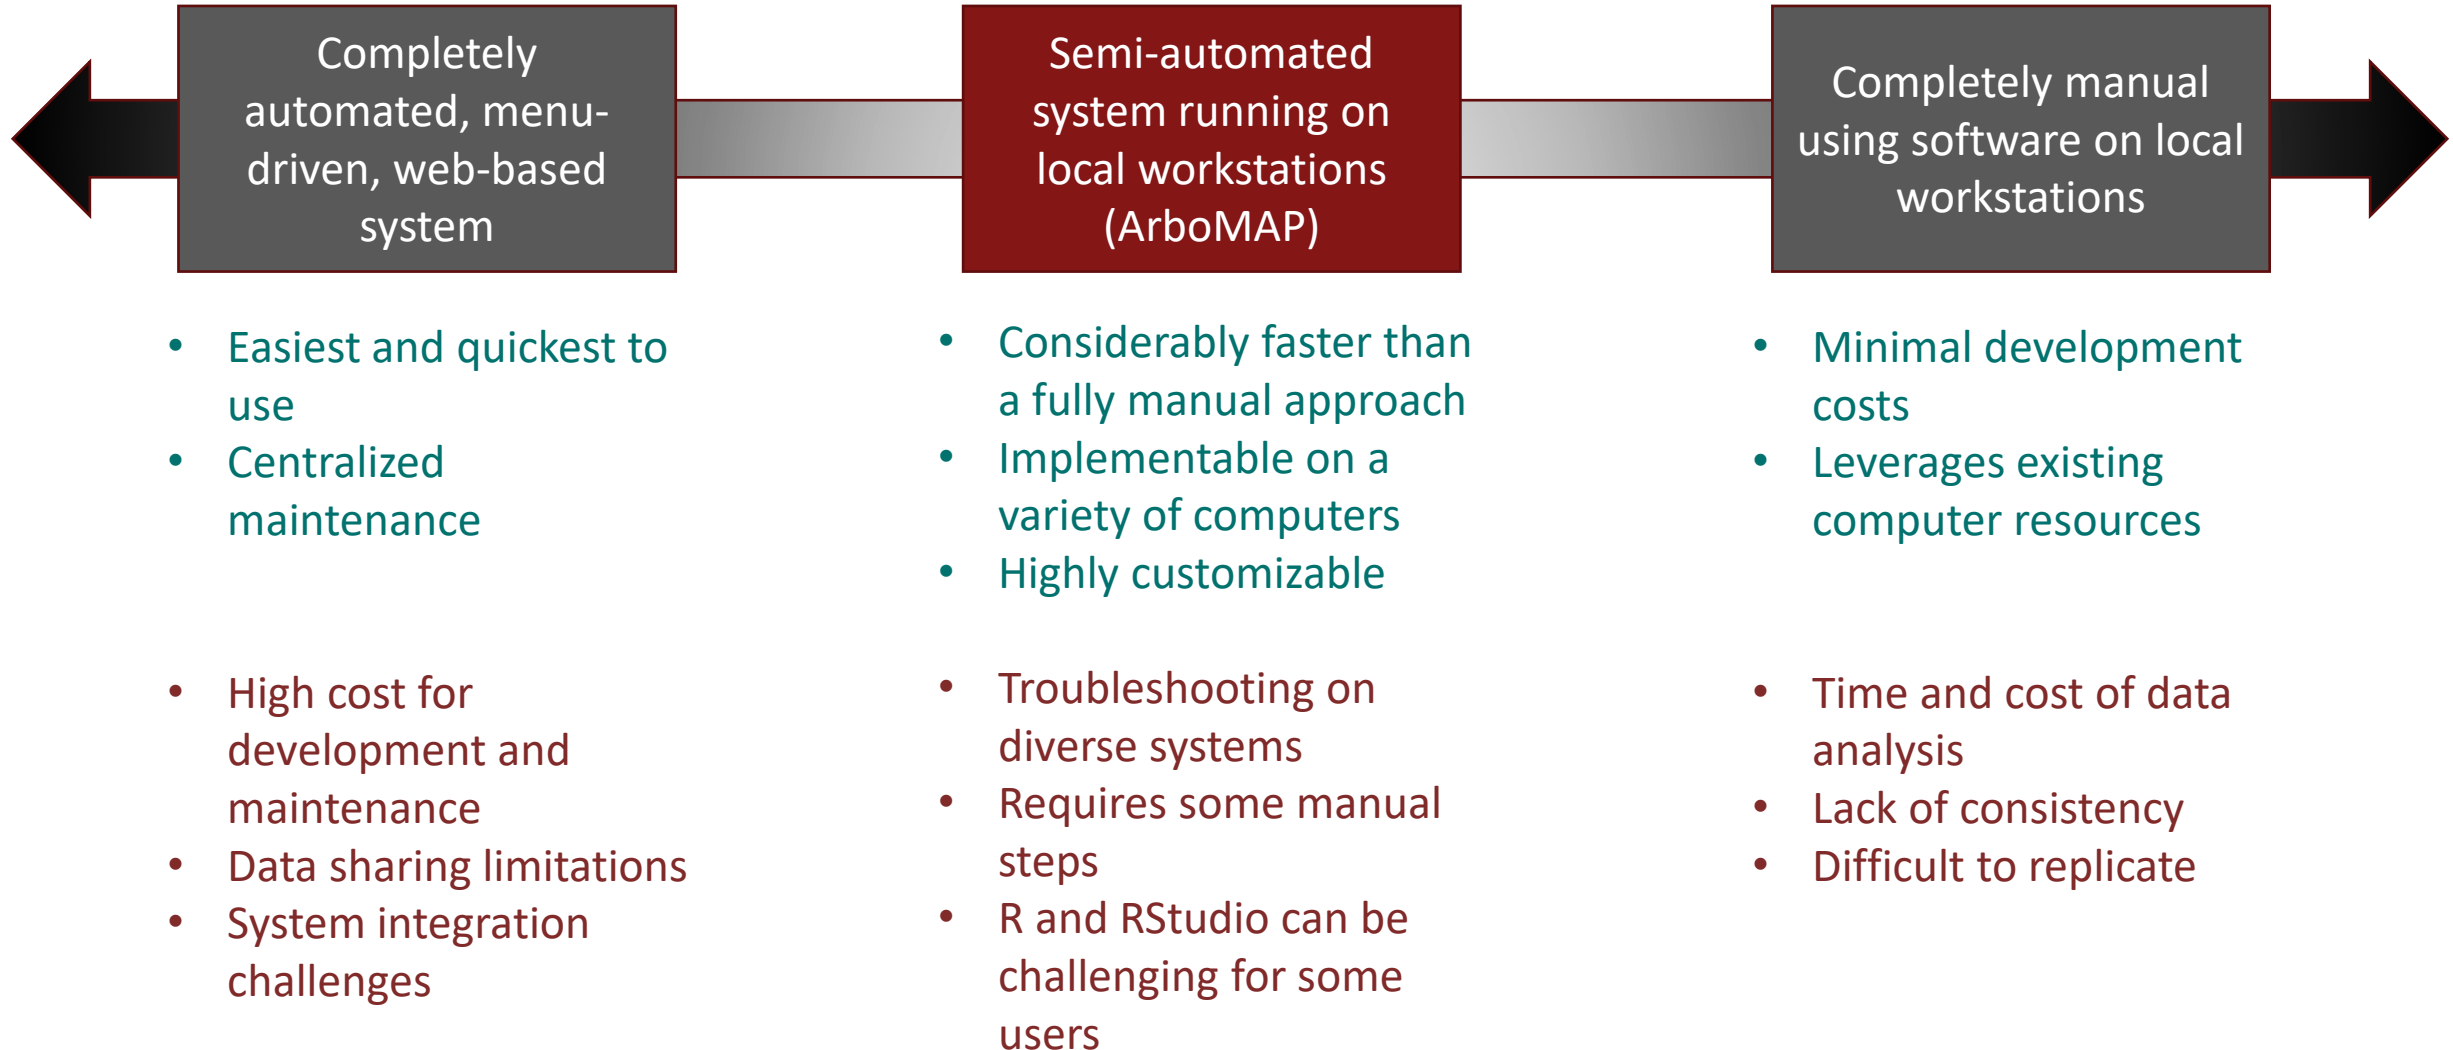 Completely
automated, menu-
driven, web-based
system
Semi-automated
system running on
local workstations
(ArboMAP)
Completely manual
using software on local
workstations
• Easiest and quickest to
use
• Centralized
maintenance
• High cost for
development and
maintenance
• Data sharing limitations
• System integration
challenges
• Considerably faster than
a fully manual approach
• Implementable on a
variety of computers
• Highly customizable
• Troubleshooting on
diverse systems
• Requires some manual
steps
• R and RStudio can be
challenging for some
users
• Minimal development
costs
• Leverages existing
computer resources
• Time and cost of data
analysis
• Lack of consistency
• Difficult to replicate